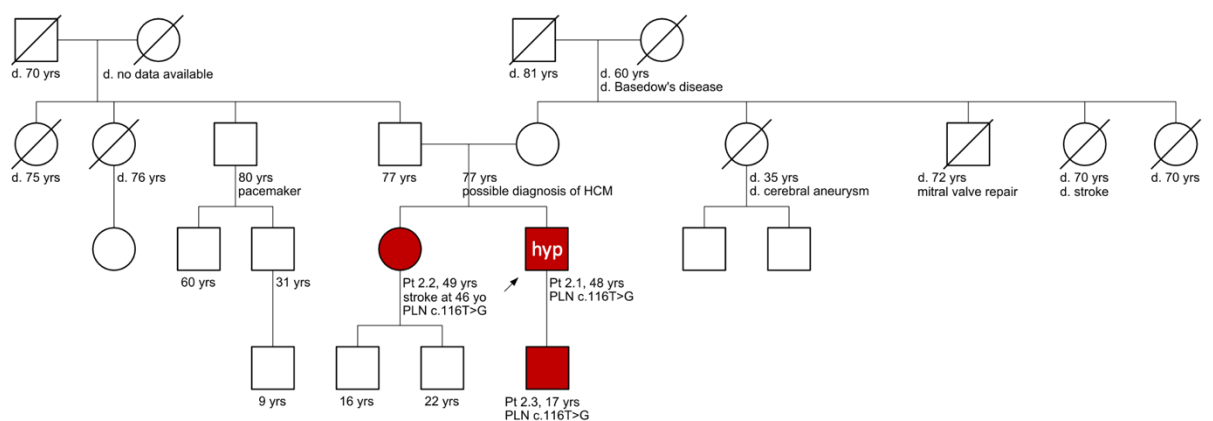 d. 70 yrs
d. no data available
d. 81 yrs
d. 60 yrs
d. Basedow's disease
d. 75 yrs
d. 76 yrs
80 yrs
pacemaker
77 yrs
77 yrs
possible diagnosis of HCM
d. 35 yrs
d. cerebral aneurysm
d. 72 yrs
mitral valve repair
d. 70 yrs
d. stroke
d. 70 yrs
60 yrs
31 yrs
Pt 2.2, 49 yrs
stroke at 46 yo
PLN c.116T>G
hyp
Pt 2.1, 48 yrs
PLN c.116T>G
9 yrs
16 yrs
22 yrs
Pt 2.3, 17 yrs
PLN c.116T>G